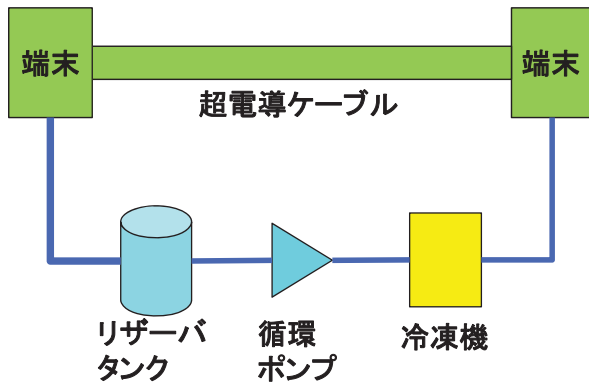 端末
端末
超電導ケーブル
リザーバ
タンク
循環
ポンプ
冷凍機